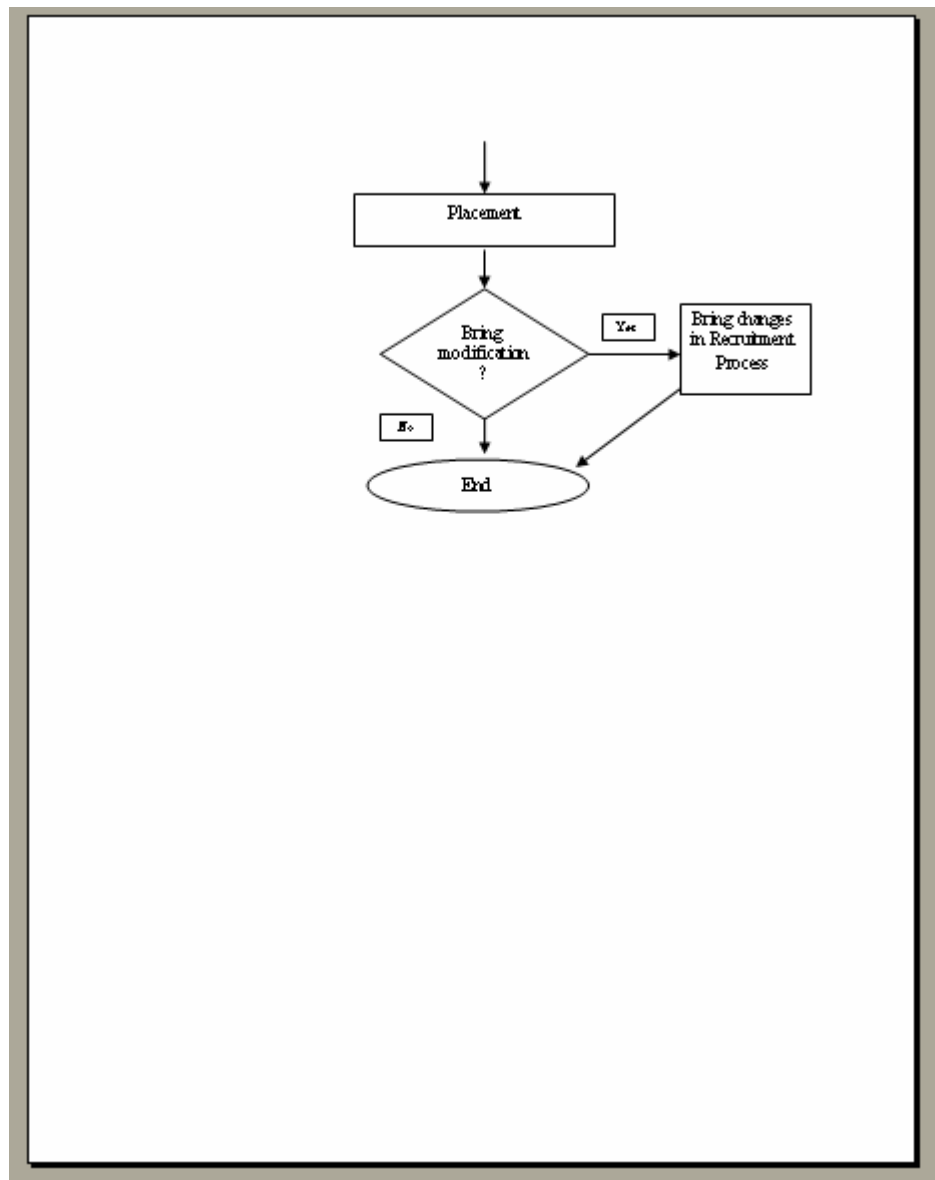 Placement
Bring
modification
?
Yes
Bring changes
in Recruitment
Process
No
End